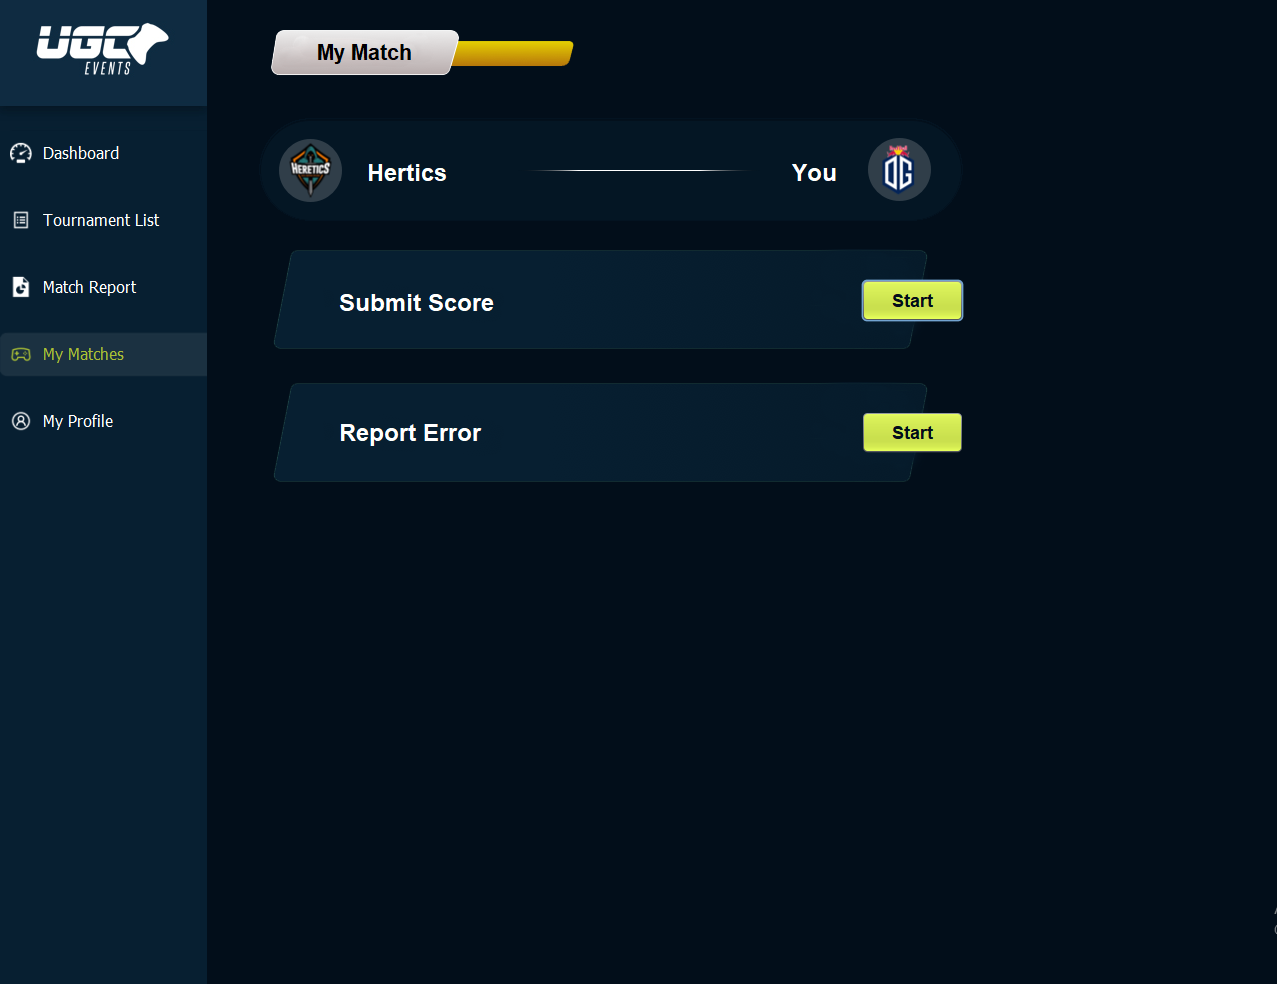 UGC
EVENTS
My Match
Dashboard
Tournament List
Match Report
My Matches
My Profile
HERETICS
Hertics
You
OG
Submit Score
Start
Report Error
Start